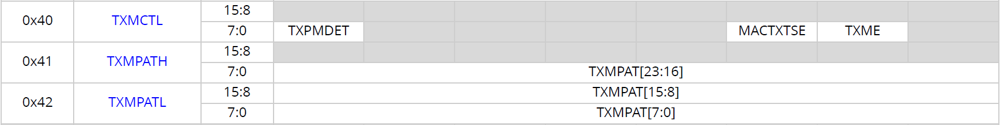 0x40 TXMCTL 15:8
7:0 TXPMDET MACTXTSE TXME
0x41 TXMPATH 15:8
7:0 TXMPAT[23:16]
0x42 TXMPATL 15:8 TXMPAT[15:8]
7:0 TXMPAT[7:0]